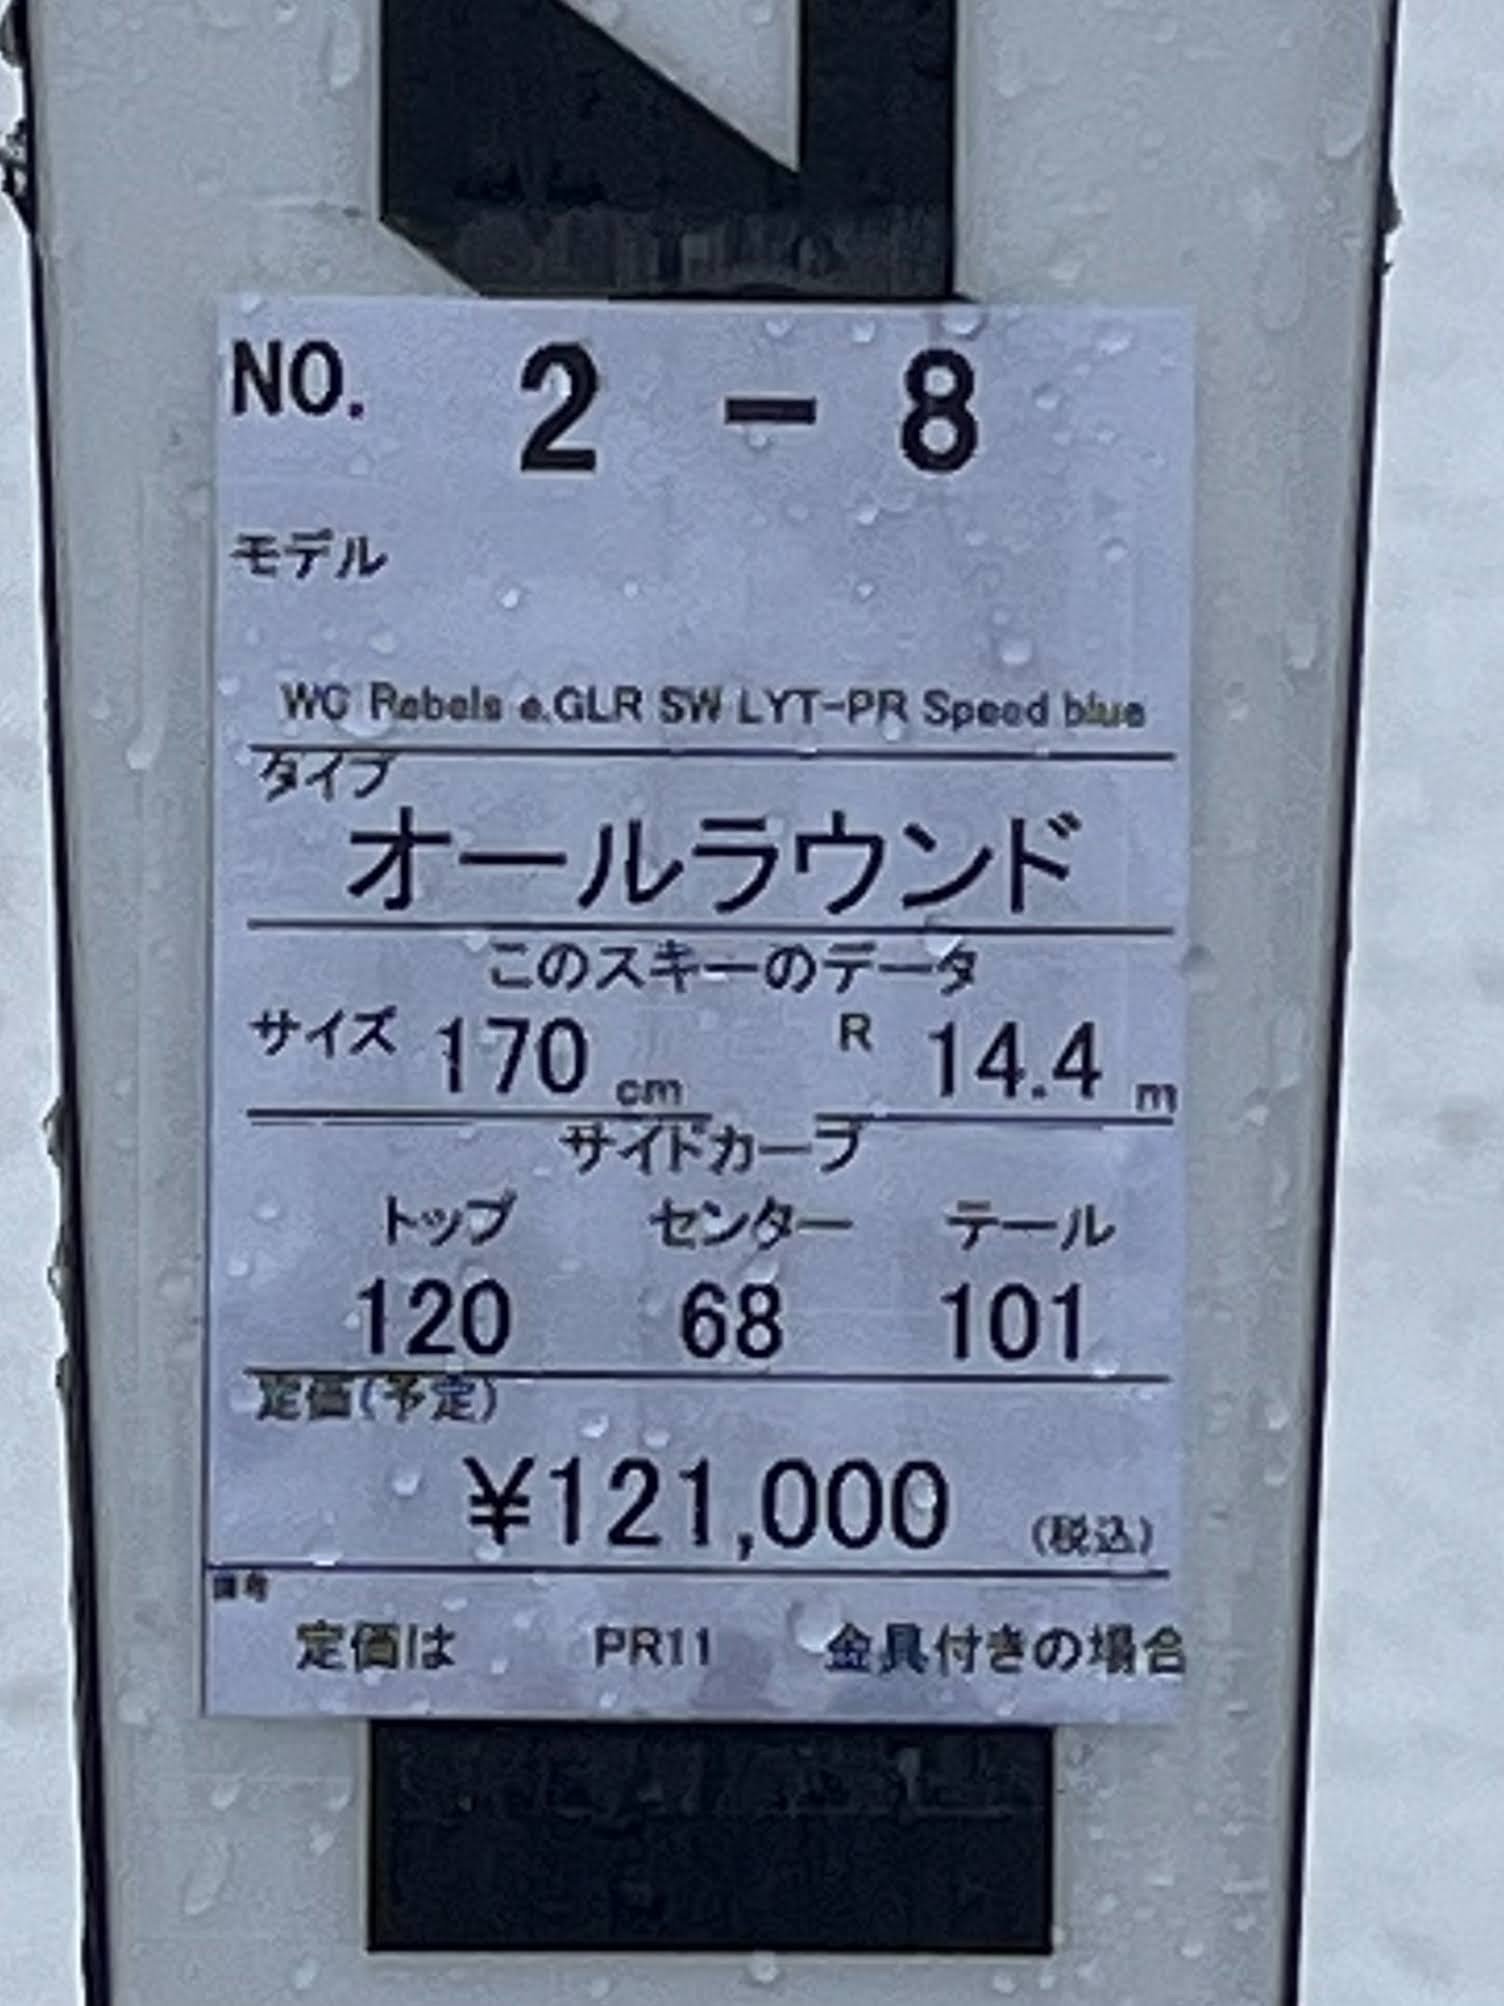 NO. 2 - 8
モデル
WC Rebels e.GLR SW LYT-PR Speed blue
タイプ
オールラウンド
このスキーのデータ
サイズ 170 cm R 14.4 m
サイドカーブ
トップ センター テール
120 68 101
定価(予定)
¥121,000 (税込)
備考
定価は PR11 金具付きの場合